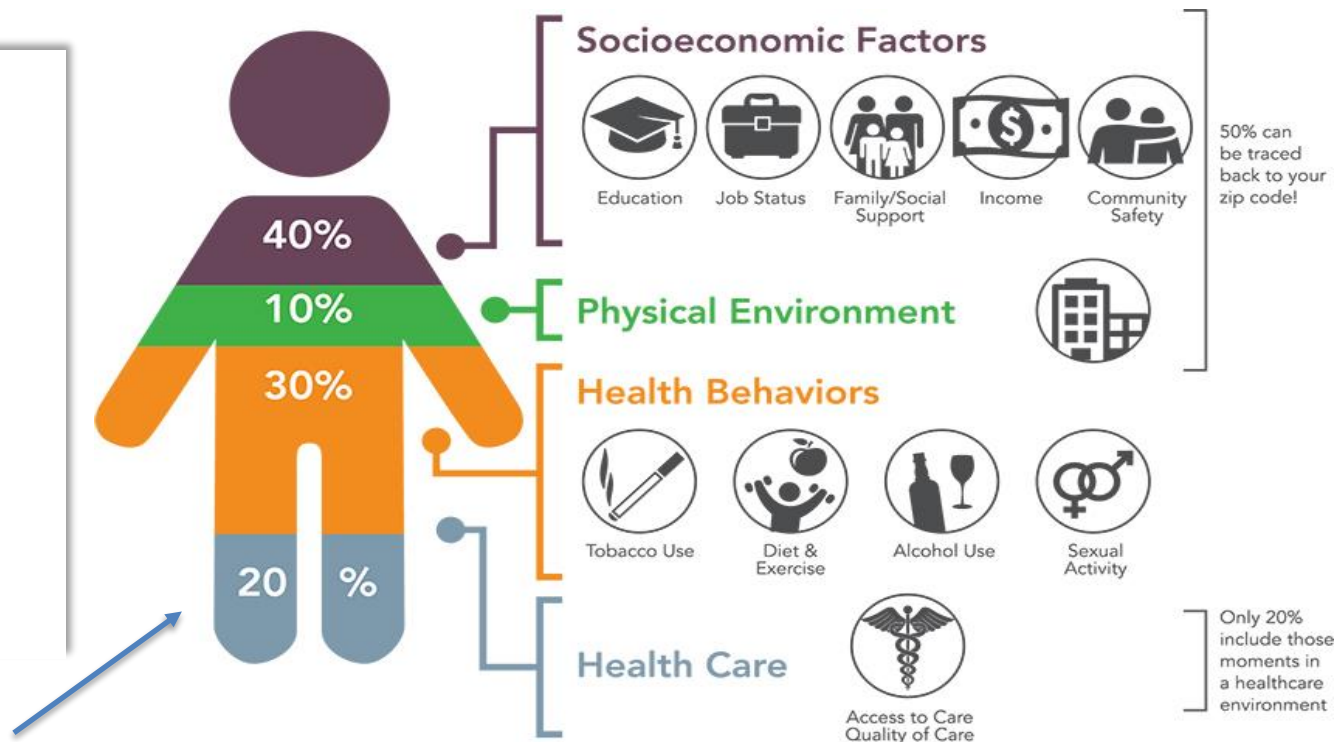 Socioeconomic Factors
Education
Job Status
Family/Social
Support
Income
Community
Safety
50% can
be traced
back to your
zip code!
40%
10%
Physical Environment
30%
Health Behaviors
Tobacco Use
Diet &
Exercise
Alcohol Use
Sexual
Activity
20 %
Health Care
Access to Care
Quality of Care
Only 20%
include those
moments in
a healthcare
environment